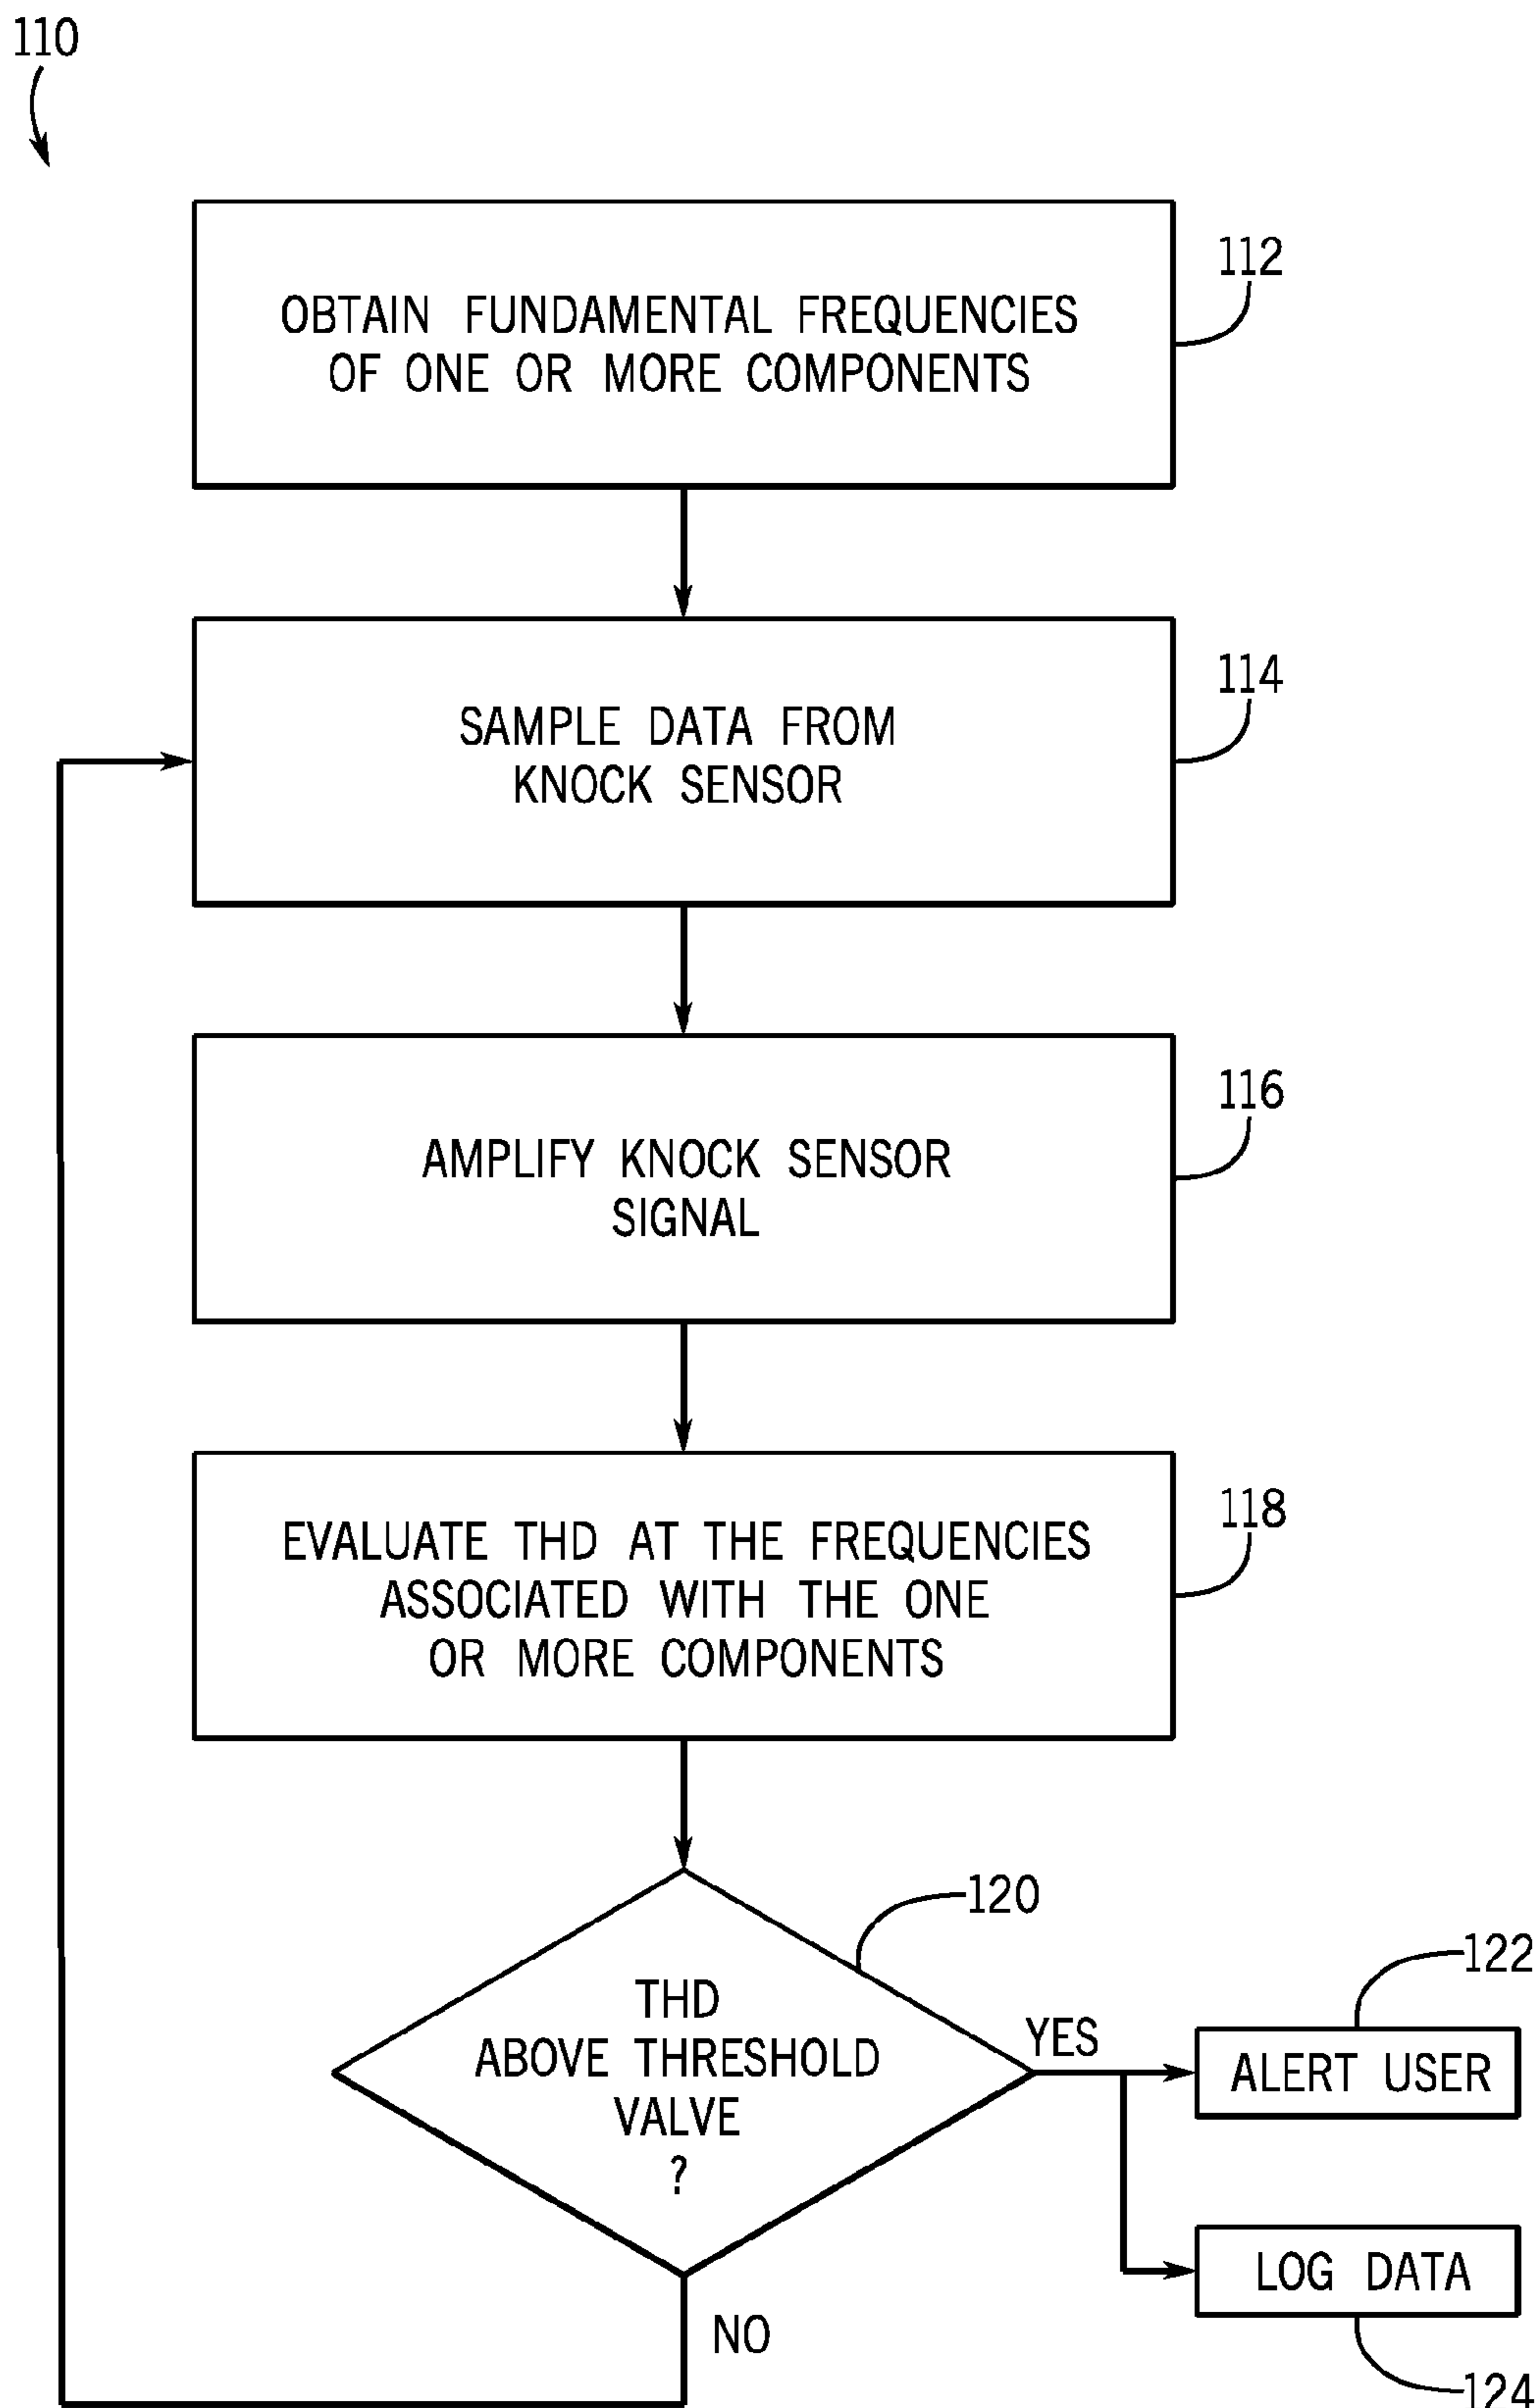 110
112
OBTAIN FUNDAMENTAL FREQUENCIES
OF ONE OR MORE COMPONENTS
114
SAMPLE DATA FROM
KNOCK SENSOR
116
AMPLIFY KNOCK SENSOR
SIGNAL
118
EVALUATE THD AT THE FREQUENCIES
ASSOCIATED WITH THE ONE
OR MORE COMPONENTS
120
THD
ABOVE THRESHOLD
VALVE
?
YES
122
ALERT USER
LOG DATA
NO
124